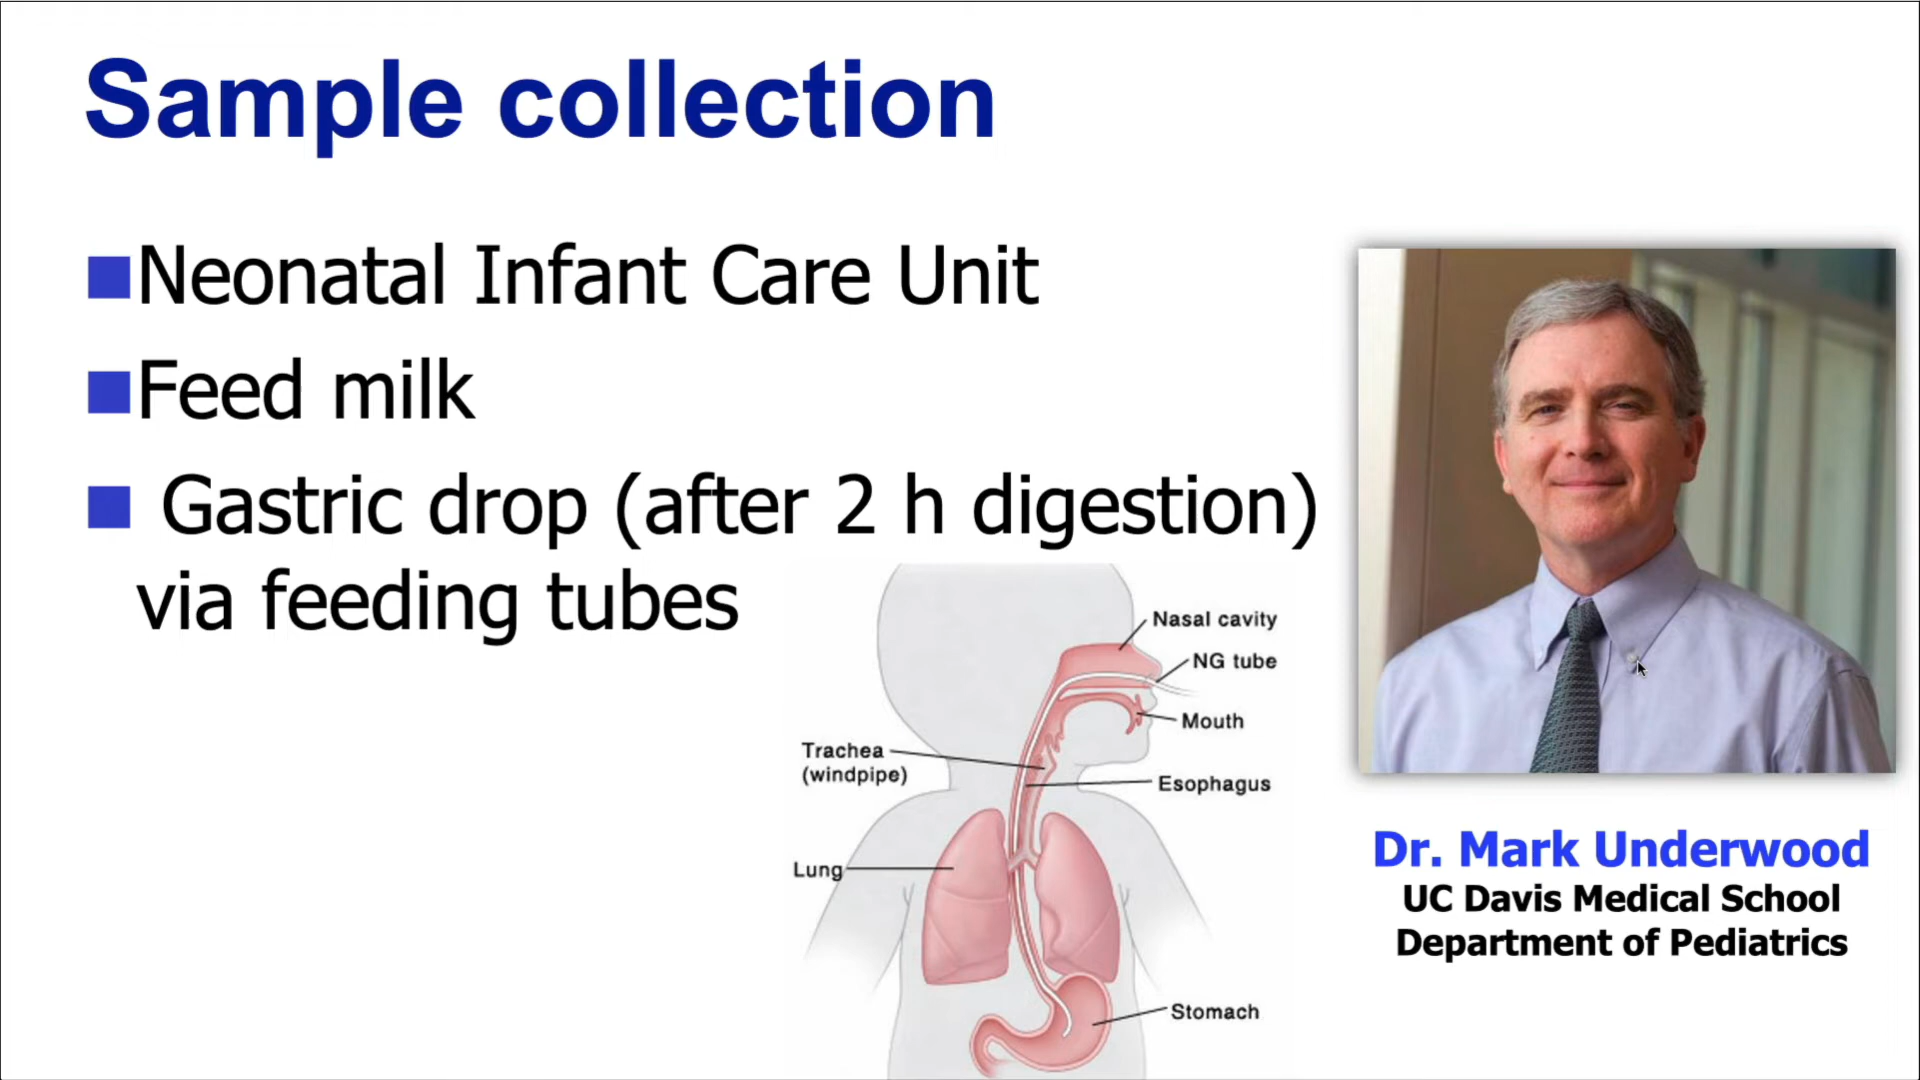 Sample collection
Neonatal Infant Care Unit
Feed milk
Gastric drop (after 2 h digestion)
via feeding tubes
Nasal cavity
NG tube
Mouth
Trachea
(windpipe)
Esophagus
Lung
Stomach
Dr. Mark Underwood
UC Davis Medical School
Department of Pediatrics